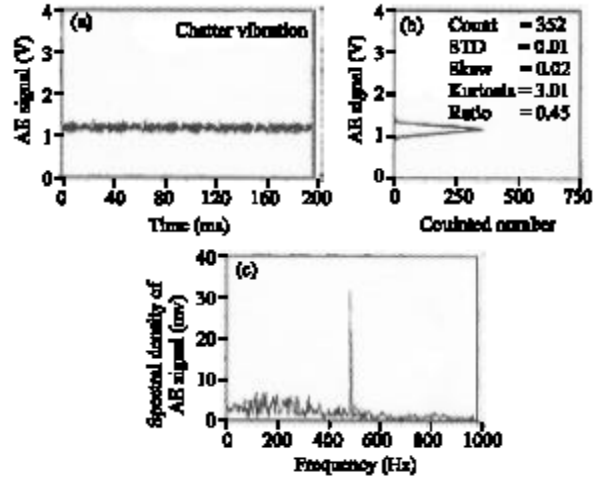 (a)
Chatter vibration
AE signal (V)
4
3
2
1
0
0 40 80 120 160 200
Time (ms)
(b)
Count = 352
STD = 0.01
Skew = 0.02
Kurtosis = 3.01
Ratio = 0.45
AE signal (V)
4
3
2
1
0
0 250 500 750
Counted number
(c)
Spectral density of
AE signal (mv)
40
30
20
10
0
0 200 400 600 800 1000
Frequency (Hz)